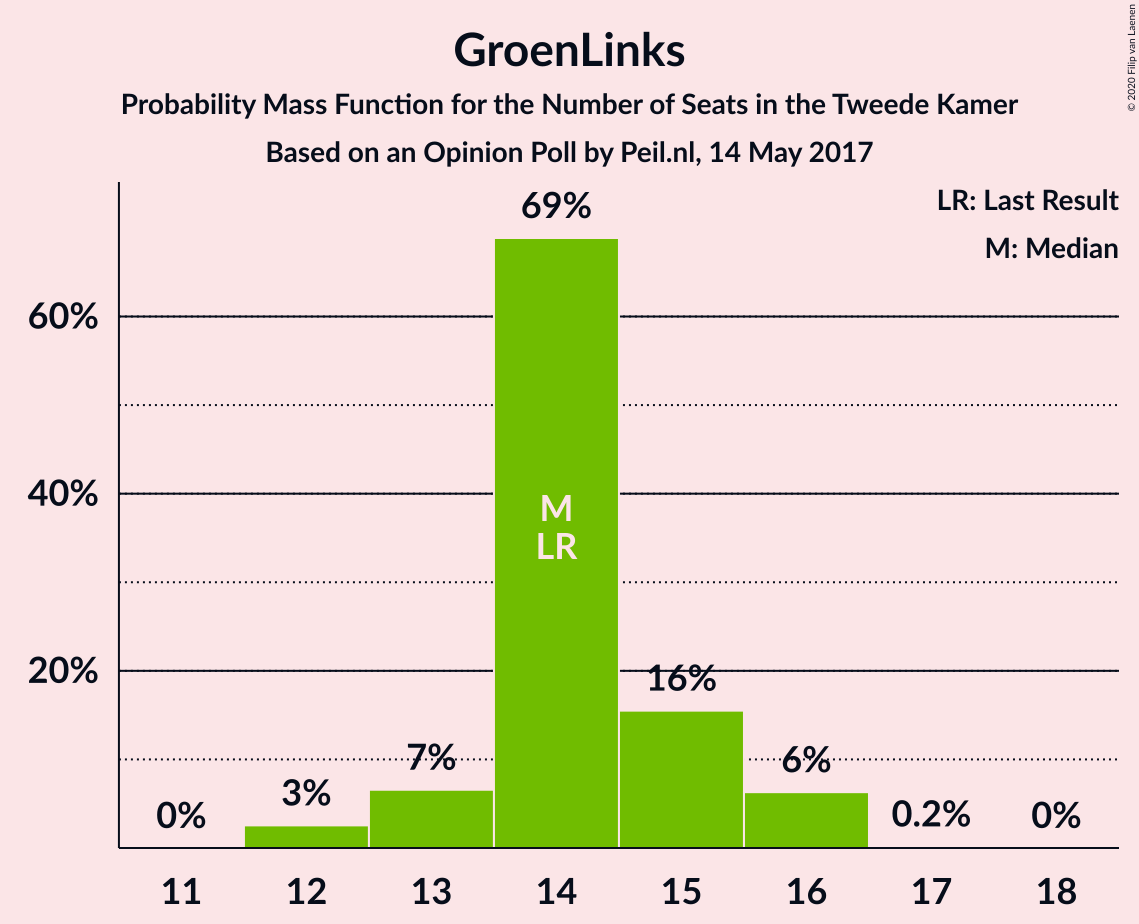 GroenLinks
Probability Mass Function for the Number of Seats in the Tweede Kamer
Based on an Opinion Poll by Peil.nl, 14 May 2017
© 2020 Filip van Laenen
LR: Last Result
M: Median
60%
40%
20%
0%
3%
7%
69%
M
LR
16%
6%
0.2%
0%
11 12 13 14 15 16 17 18